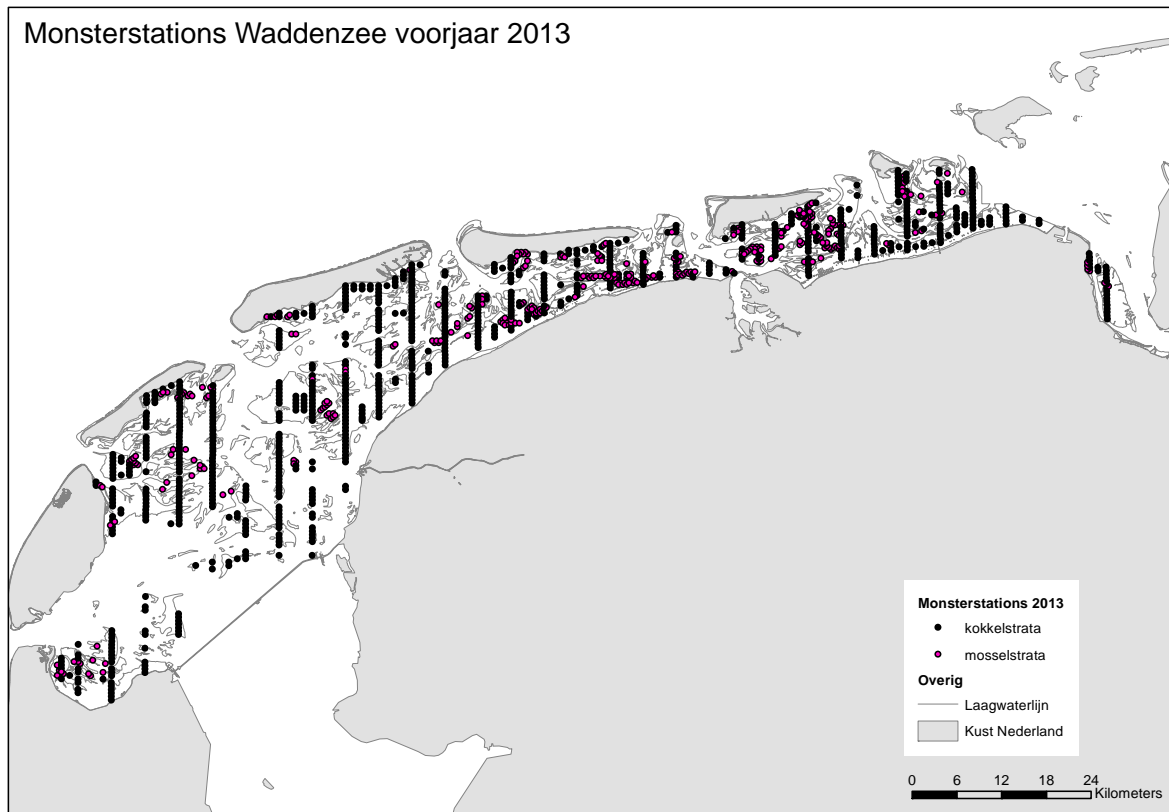 Monsterstations Waddenzee voorjaar 2013
Monsterstations 2013
kokkelstrata
mosselstrata
Overig
Laagwaterlijn
Kust Nederland
0 6 12 18 24
Kilometers